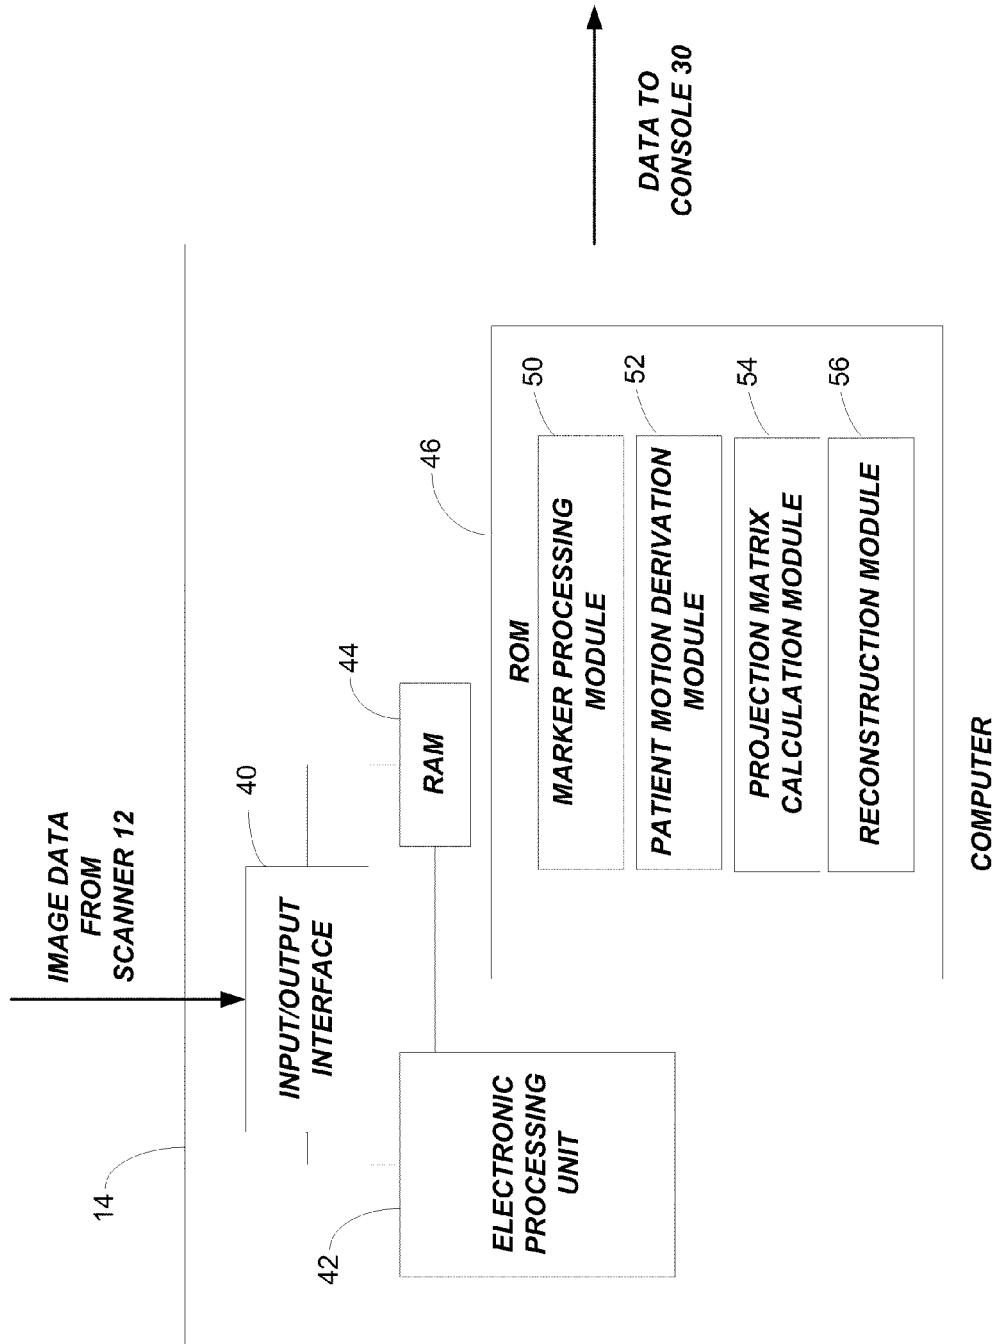 IMAGE DATA
FROM
SCANNER 12
14
INPUT/OUTPUT
INTERFACE
40
42
ELECTRONIC
PROCESSING
UNIT
RAM
44
46
ROM
MARKER PROCESSING
MODULE
50
PATIENT MOTION DERIVATION
MODULE
52
PROJECTION MATRIX
CALCULATION MODULE
54
RECONSTRUCTION MODULE
56
COMPUTER
DATA TO
CONSOLE 30